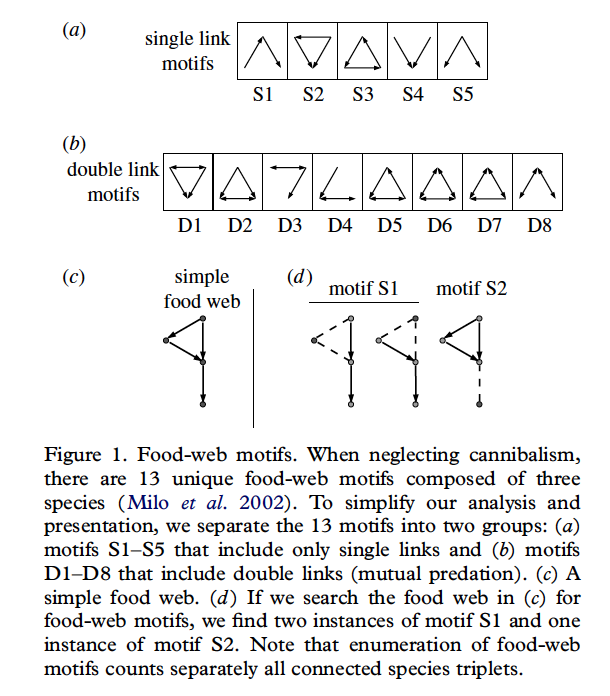 (a)
single link
motifs
S1 S2 S3 S4 S5
(b)
double link
motifs
D1 D2 D3 D4 D5 D6 D7 D8
(c)
simple
food web
(d)
motif S1
motif S2
Figure 1. Food-web motifs. When neglecting cannibalism,
there are 13 unique food-web motifs composed of three
species (Milo et al. 2002). To simplify our analysis and
presentation, we separate the 13 motifs into two groups: (a)
motifs S1–S5 that include only single links and (b) motifs
D1–D8 that include double links (mutual predation). (c) A
simple food web. (d) If we search the food web in (c) for
food-web motifs, we find two instances of motif S1 and one
instance of motif S2. Note that enumeration of food-web
motifs counts separately all connected species triplets.